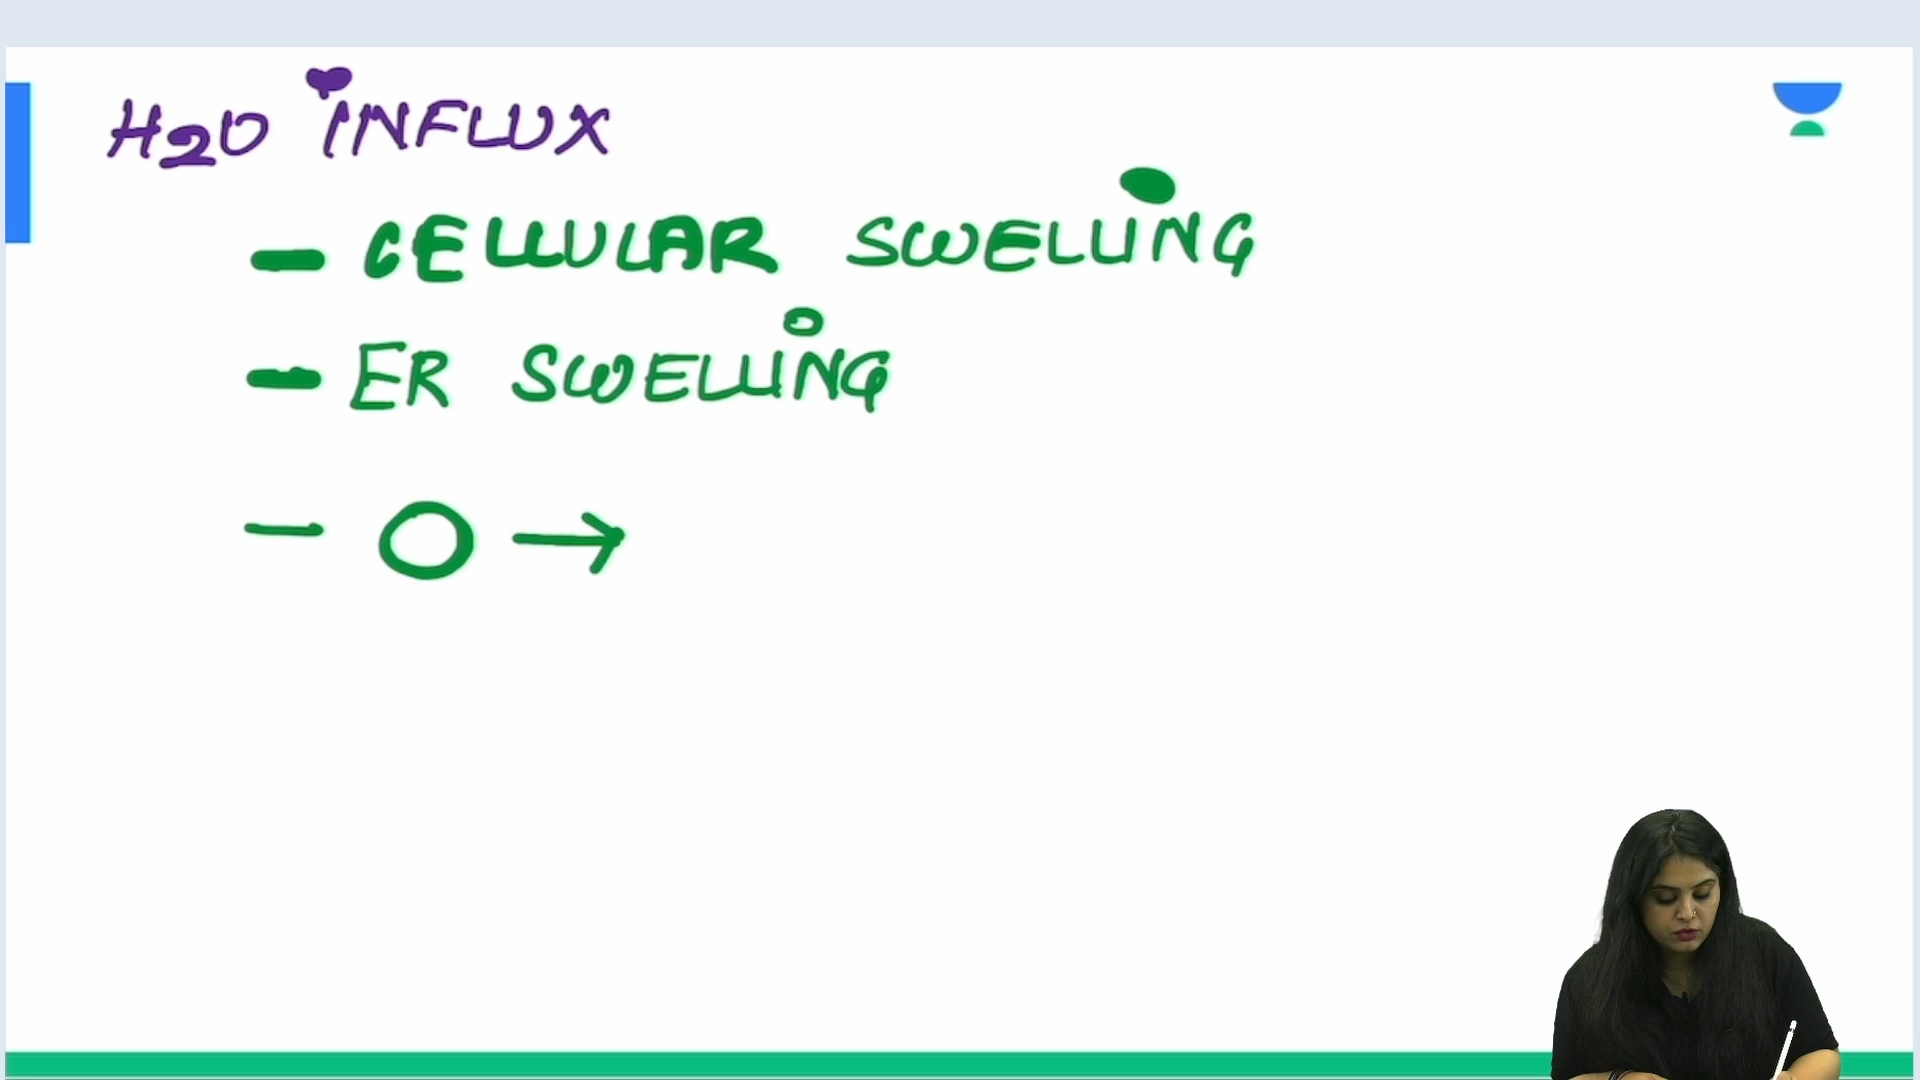 H2O INFLUX
- CELLULAR SWELLING
- ER SWELLING
- O →